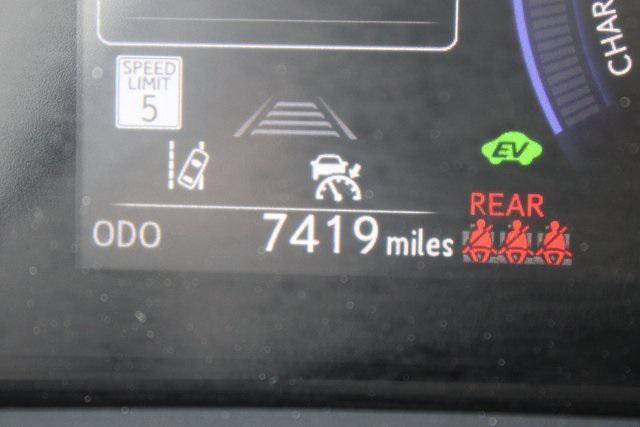 CHAR
SPEED
LIMIT
5
EV
REAR
ODO 7419 miles